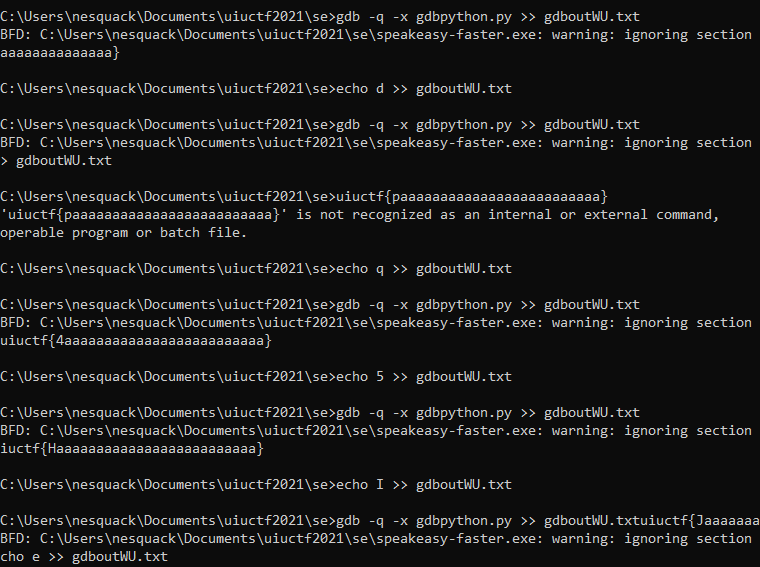 C:\Users\nesquack\Documents\uiuctf2021\se>gdb -q -x gdbpython.py >> gdboutWU.txt
BFD: C:\Users\nesquack\Documents\uiuctf2021\se\speakeasy-faster.exe: warning: ignoring section
aaaaaaaaaaaaaa}
C:\Users\nesquack\Documents\uiuctf2021\se>echo d >> gdboutWU.txt
C:\Users\nesquack\Documents\uiuctf2021\se>gdb -q -x gdbpython.py >> gdboutWU.txt
BFD: C:\Users\nesquack\Documents\uiuctf2021\se\speakeasy-faster.exe: warning: ignoring section
> gdboutWU.txt
C:\Users\nesquack\Documents\uiuctf2021\se>uiuctf{paaaaaaaaaaaaaaaaaaaaaaaaa}
'uiuctf{paaaaaaaaaaaaaaaaaaaaaaaaa}' is not recognized as an internal or external command,
operable program or batch file.
C:\Users\nesquack\Documents\uiuctf2021\se>echo q >> gdboutWU.txt
C:\Users\nesquack\Documents\uiuctf2021\se>gdb -q -x gdbpython.py >> gdboutWU.txt
BFD: C:\Users\nesquack\Documents\uiuctf2021\se\speakeasy-faster.exe: warning: ignoring section
uiuctf{4aaaaaaaaaaaaaaaaaaaaaaaaa}
C:\Users\nesquack\Documents\uiuctf2021\se>echo 5 >> gdboutWU.txt
C:\Users\nesquack\Documents\uiuctf2021\se>gdb -q -x gdbpython.py >> gdboutWU.txt
BFD: C:\Users\nesquack\Documents\uiuctf2021\se\speakeasy-faster.exe: warning: ignoring section
iuctf{Haaaaaaaaaaaaaaaaaaaaaaaaa}
C:\Users\nesquack\Documents\uiuctf2021\se>echo I >> gdboutWU.txt
C:\Users\nesquack\Documents\uiuctf2021\se>gdb -q -x gdbpython.py >> gdboutWU.txtuiuctf{Jaaaaaaa
BFD: C:\Users\nesquack\Documents\uiuctf2021\se\speakeasy-faster.exe: warning: ignoring section
cho e >> gdboutWU.txt